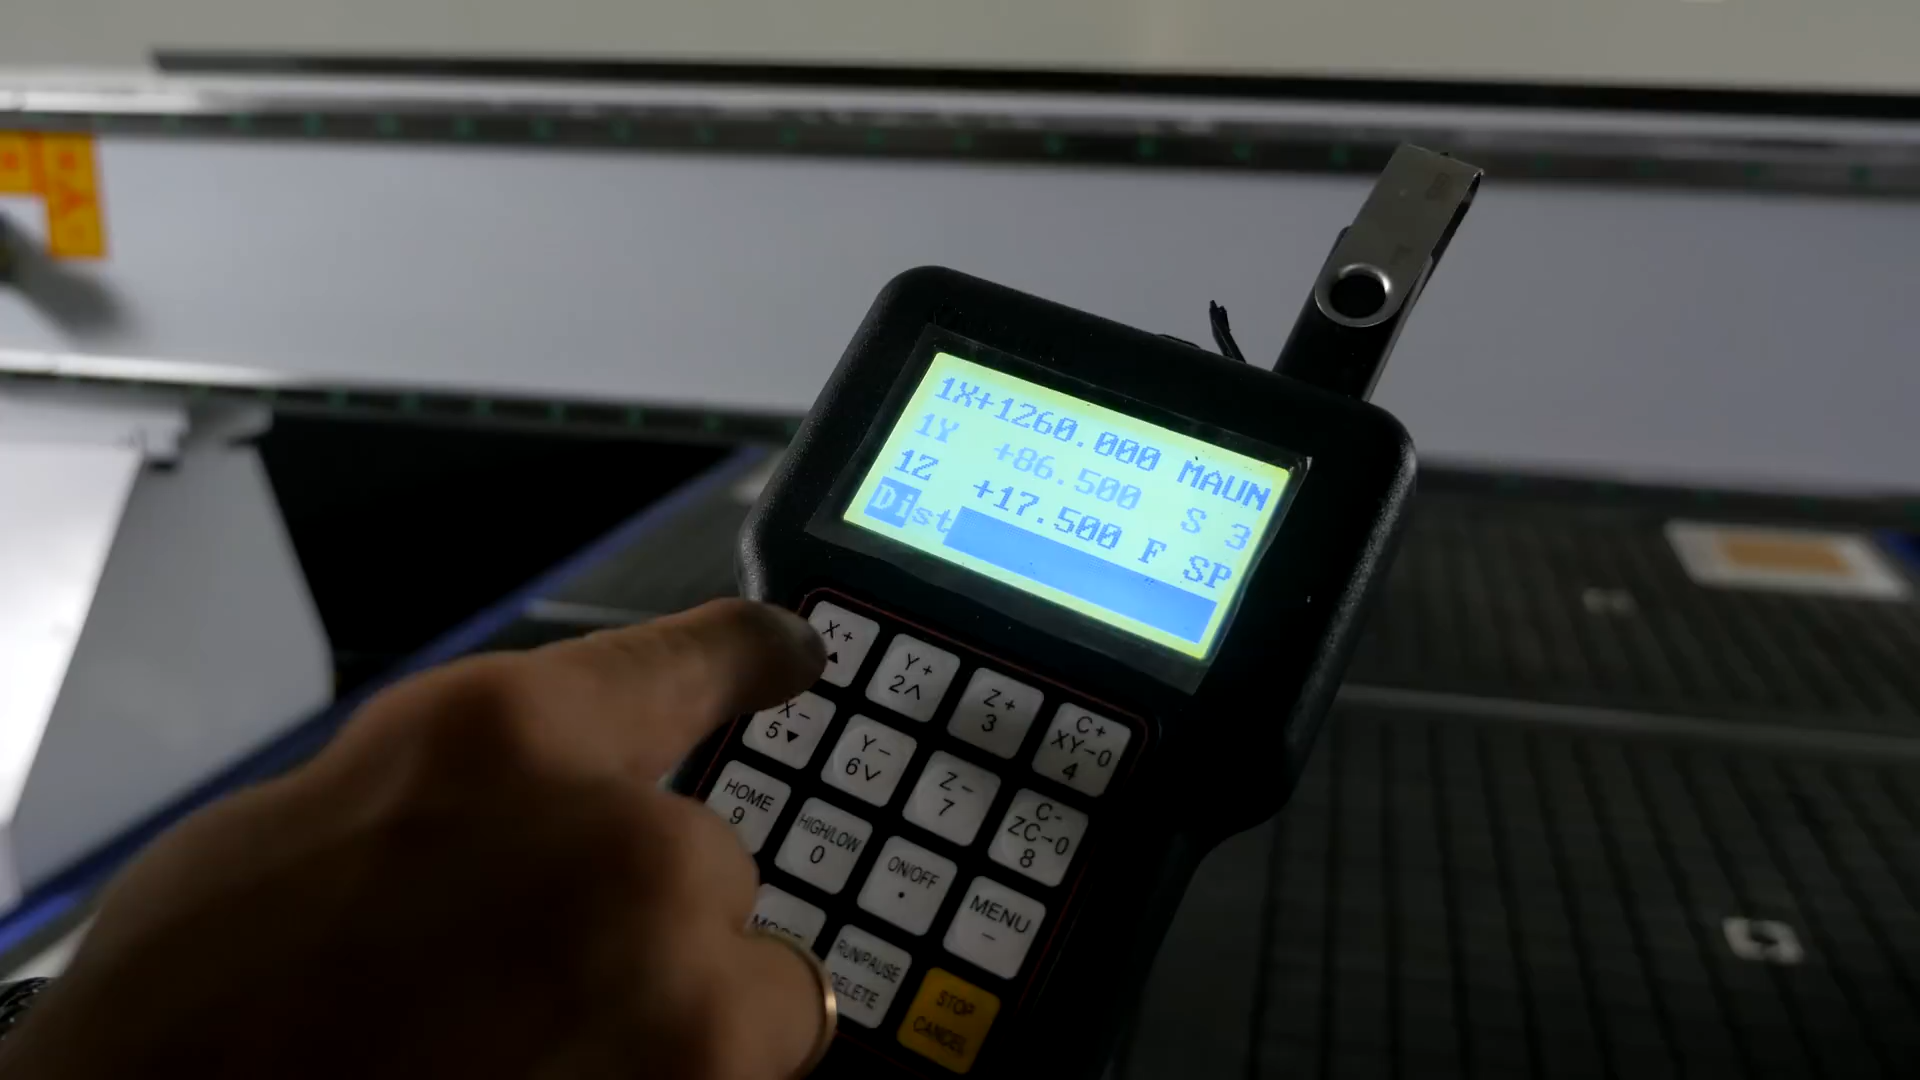 1X+1260.000 MAUN
1Y +86.500 S 3
1Z +17.500 F SP
Dist
X+
Y+
2
Z+
3
C+
XY-0
4
X-
5
Y-
6
Z-
7
C-
ZC-0
8
HOME
9
HIGH/LOW
0
ON/OFF
.
MENU
-
MODE
RUN/PAUSE
DELETE
STOP
CANCEL